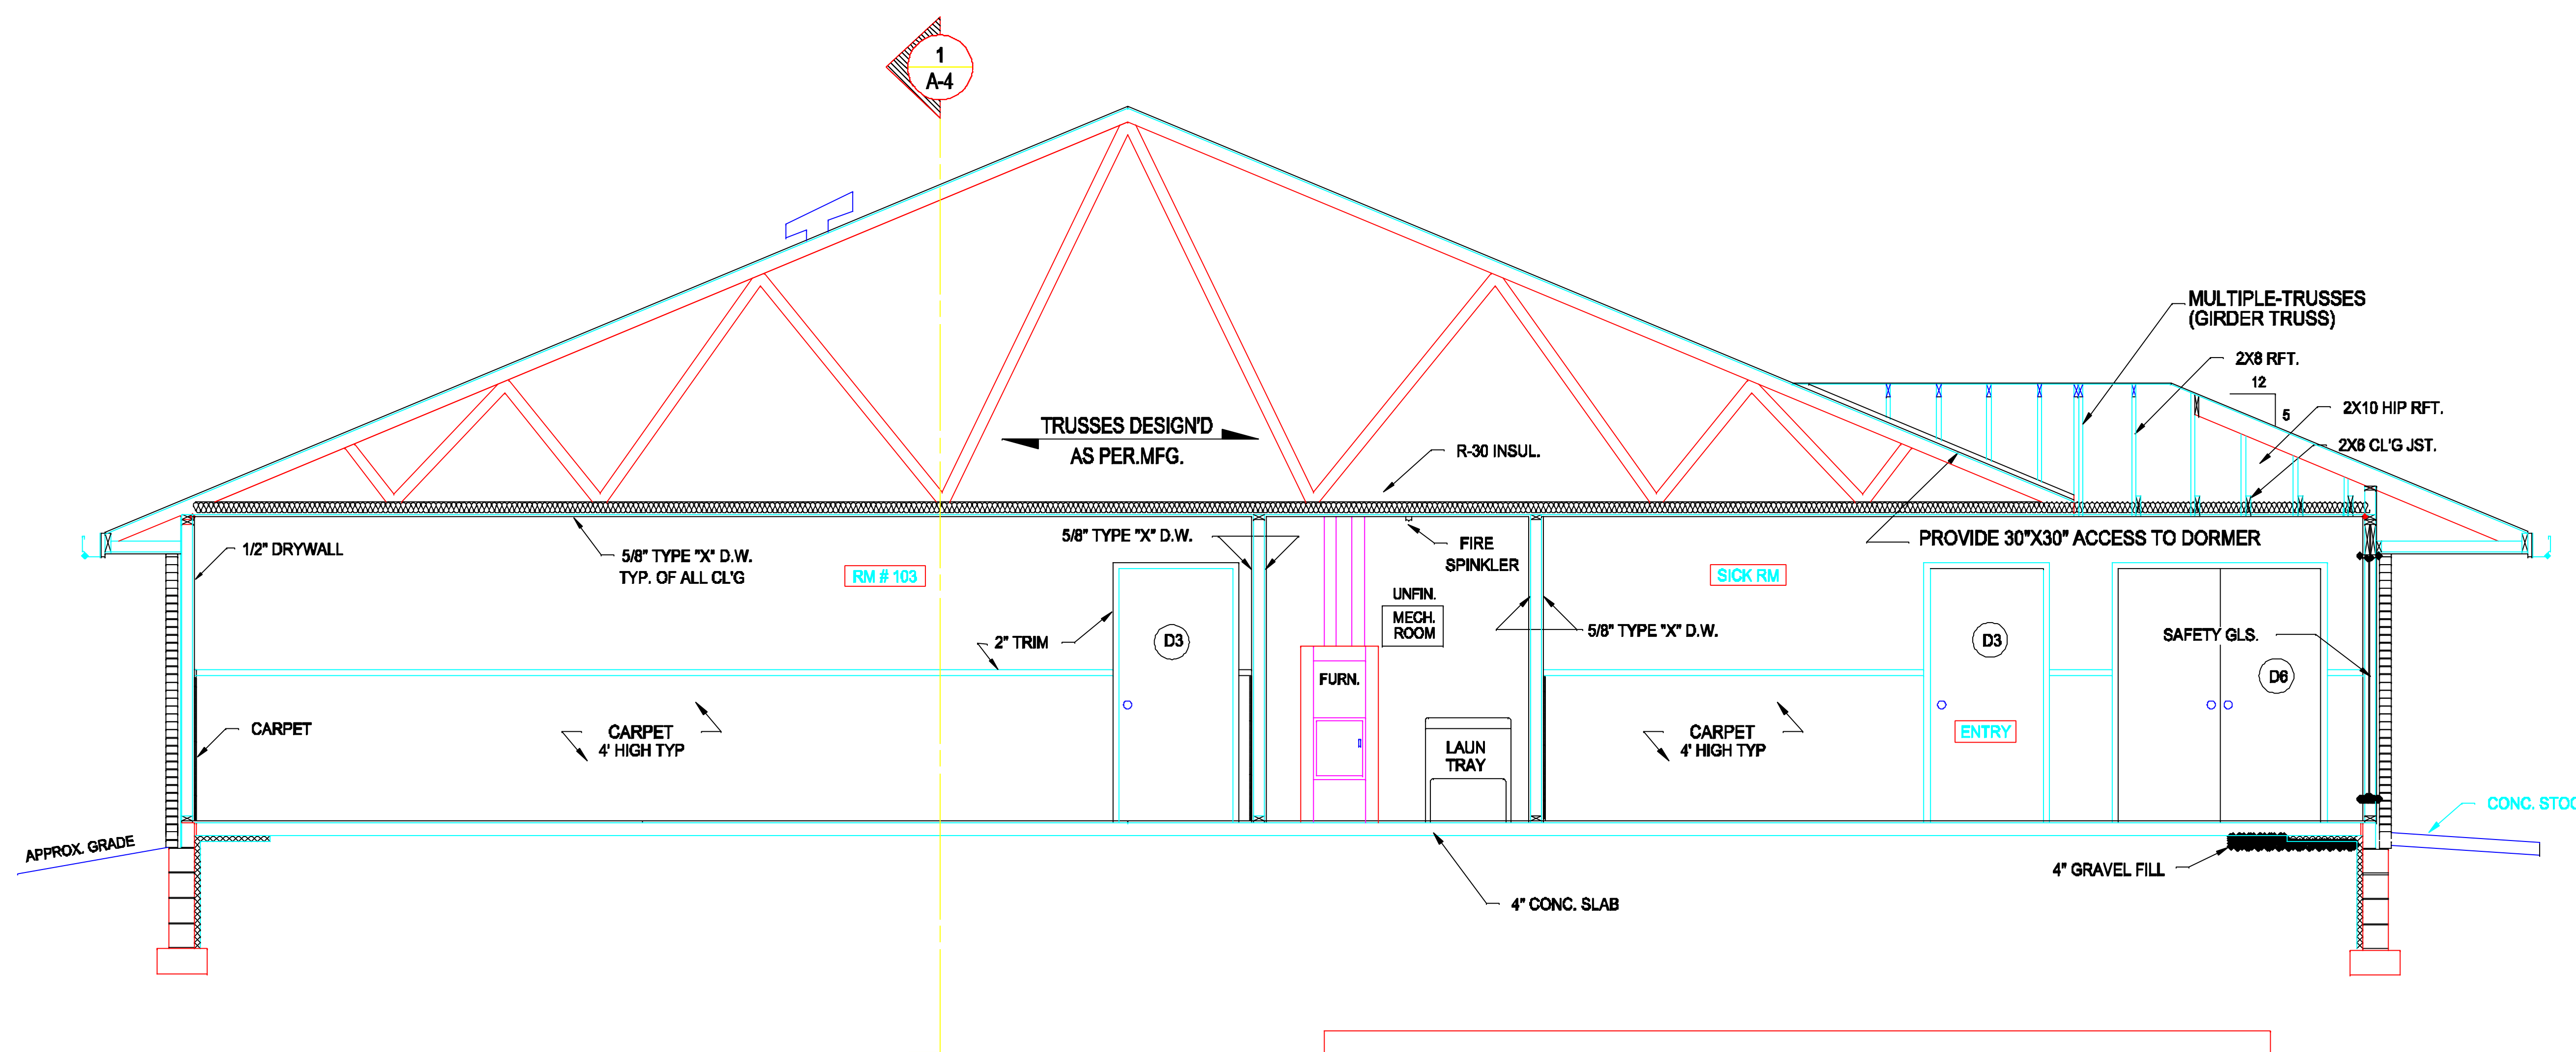 1
A-4
MULTIPLE-TRUSSES
(GIRDER TRUSS)
2X8 RFT.
12
5
2X10 HIP RFT.
2X6 CL'G JST.
TRUSSES DESIGN'D
AS PER.MFG.
R-30 INSUL.
1/2" DRYWALL
5/8" TYPE "X" D.W.
TYP. OF ALL CL'G
RM # 103
5/8" TYPE "X" D.W.
FIRE
SPINKLER
PROVIDE 30"X30" ACCESS TO DORMER
SICK RM
UNFIN.
MECH.
ROOM
2" TRIM
D3
5/8" TYPE "X" D.W.
D3
SAFETY GLS.
D6
FURN.
CARPET
CARPET
4' HIGH TYP
LAUN
TRAY
CARPET
4' HIGH TYP
ENTRY
CONC. STOO
APPROX. GRADE
4" GRAVEL FILL
4" CONC. SLAB